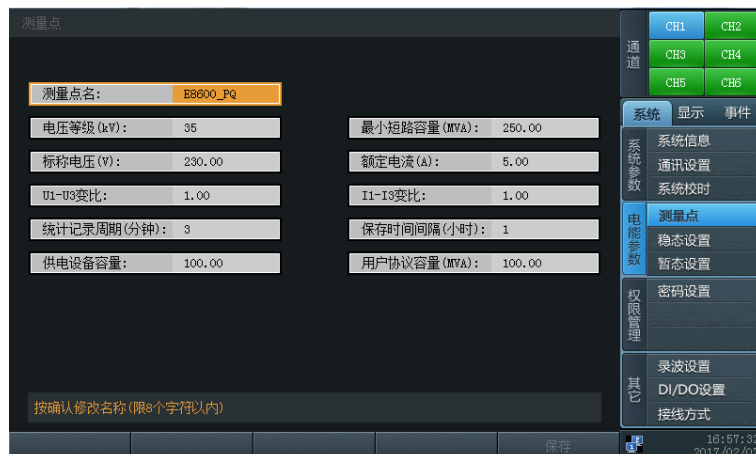 测量点
测量点名: E8600_PQ
电压等级(kV): 35
最小短路容量(MVA): 250.00
标称电压(V): 230.00
额定电流(A): 5.00
U1-U3变比: 1.00
I1-I3变比: 1.00
统计记录周期(分钟): 3
保存时间间隔(小时): 1
供电设备容量: 100.00
用户协议容量(MVA): 100.00
按确认修改名称(限8个字符以内)
保存
通道
CH1 CH2
CH3 CH4
CH5 CH6
系统 显示 事件
系统参数
系统信息
通讯设置
系统校时
电能参数
测量点
稳态设置
暂态设置
权限管理
密码设置
其它
录波设置
DI/DO设置
接线方式
16:57:32
2017/02/02